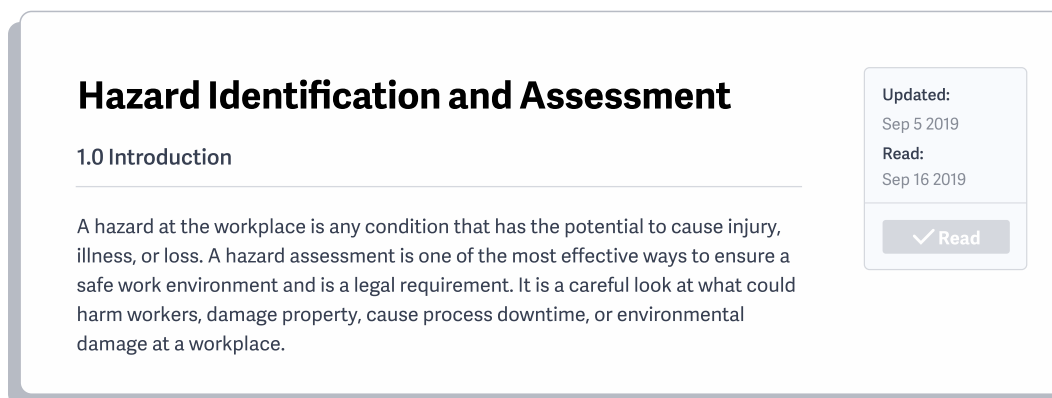 Hazard Identification and Assessment
1.0 Introduction
A hazard at the workplace is any condition that has the potential to cause injury,
illness, or loss. A hazard assessment is one of the most effective ways to ensure a
safe work environment and is a legal requirement. It is a careful look at what could
harm workers, damage property, cause process downtime, or environmental
damage at a workplace.
Updated:
Sep 5 2019
Read:
Sep 16 2019
Read